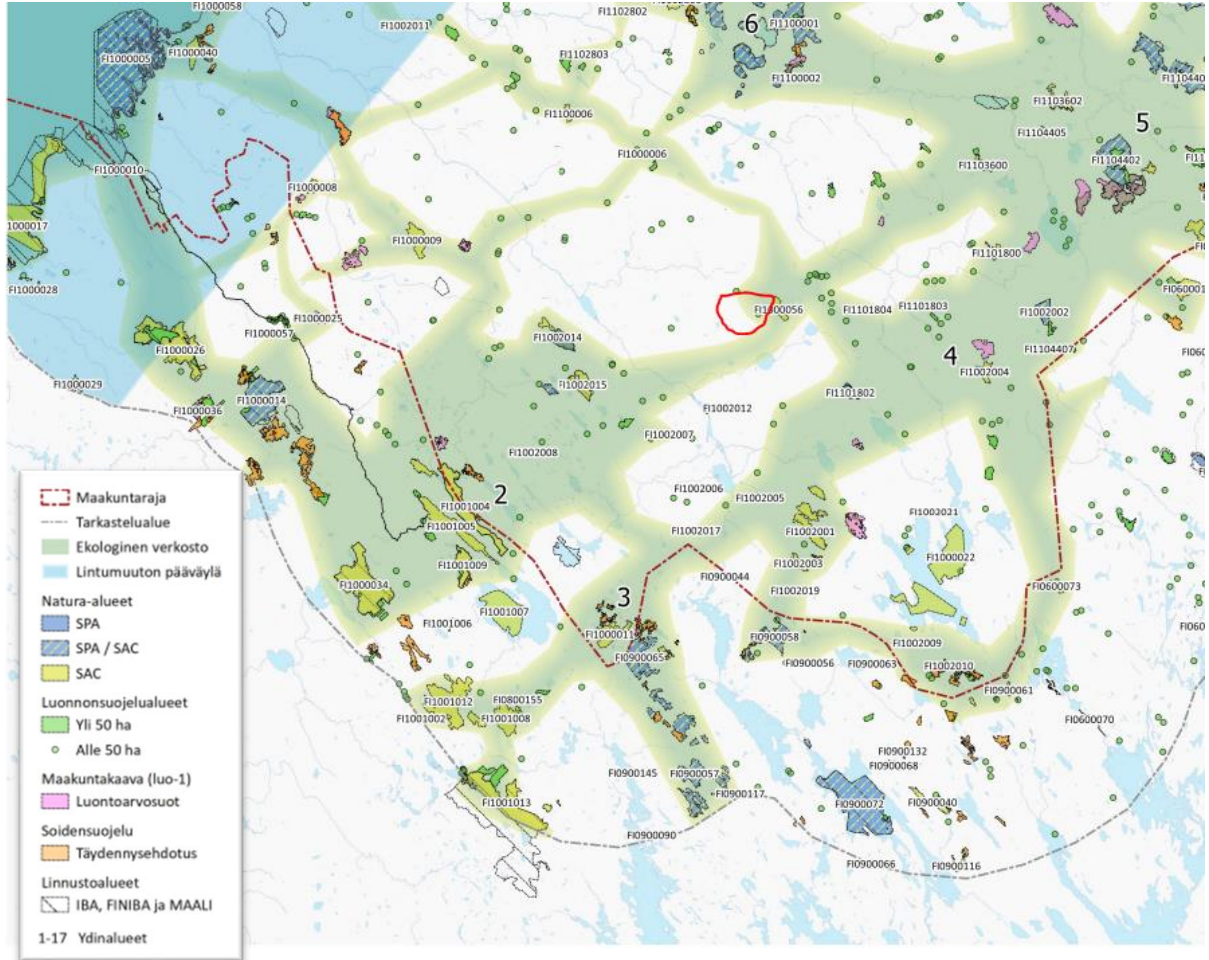 FI1000058
FI1102802
FI1100001
6
FI1002011
FI1000040
FI1102803
FI1000005
FI1100002
FI1103602
5
FI1100006
FI1104405
FI1000006
FI1103600
FI1104402
FI1000010
FI1000008
1000017
FI1000009
FI1101800
FI1000028
FI1000025
FI1000056
FI1101804
FI1101803
FI1002002
FI1000057
FI1002014
FI1000026
4
FI1104407
FI1002004
FI1000029
FI1002015
FI1101802
FI1000036
FI1000014
FI1002012
FI1002007
FI1002008
FI1002006
FI1002005
2
FI1001004
FI1001005
FI1002017
FI1002001
FI1002021
FI1000022
FI1002003
FI1001009
FI0900044
FI1000034
FI1002019
FI0600073
3
FI1001007
FI1001006
FI1000011
FI0900058
FI1002009
FI0900065
FI0900056
FI0900063
FI1002010
FI0900061
FI1001012
FI0800155
FI1001002
FI1001008
FI0600070
FI0900132
FI0900068
FI0900145
FI0900057
FI0900117
FI1001013
FI0900072
FI0900040
FI0900090
FI0900066
FI0900116
Maakuntaraja
Tarkastelualue
Ekologinen verkosto
Lintumuuton pääväylä
Natura-alueet
SPA
SPA / SAC
SAC
Luonnonsuojelualueet
Yli 50 ha
Alle 50 ha
Maakuntakaava (luo-1)
Luontoarvosuot
Soidensuojelu
Täydennysehdotus
Linnustoalueet
IBA, FINIBA ja MAALI
1-17 Ydinalueet